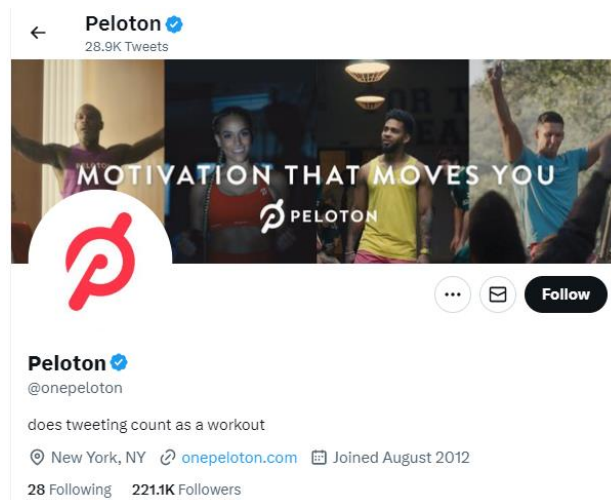 Peloton
28.9K Tweets
MOTIVATION THAT MOVES YOU
PELOTON
Follow
Peloton
@onepeloton
does tweeting count as a workout
New York, NY onepeloton.com Joined August 2012
28 Following 221.1K Followers